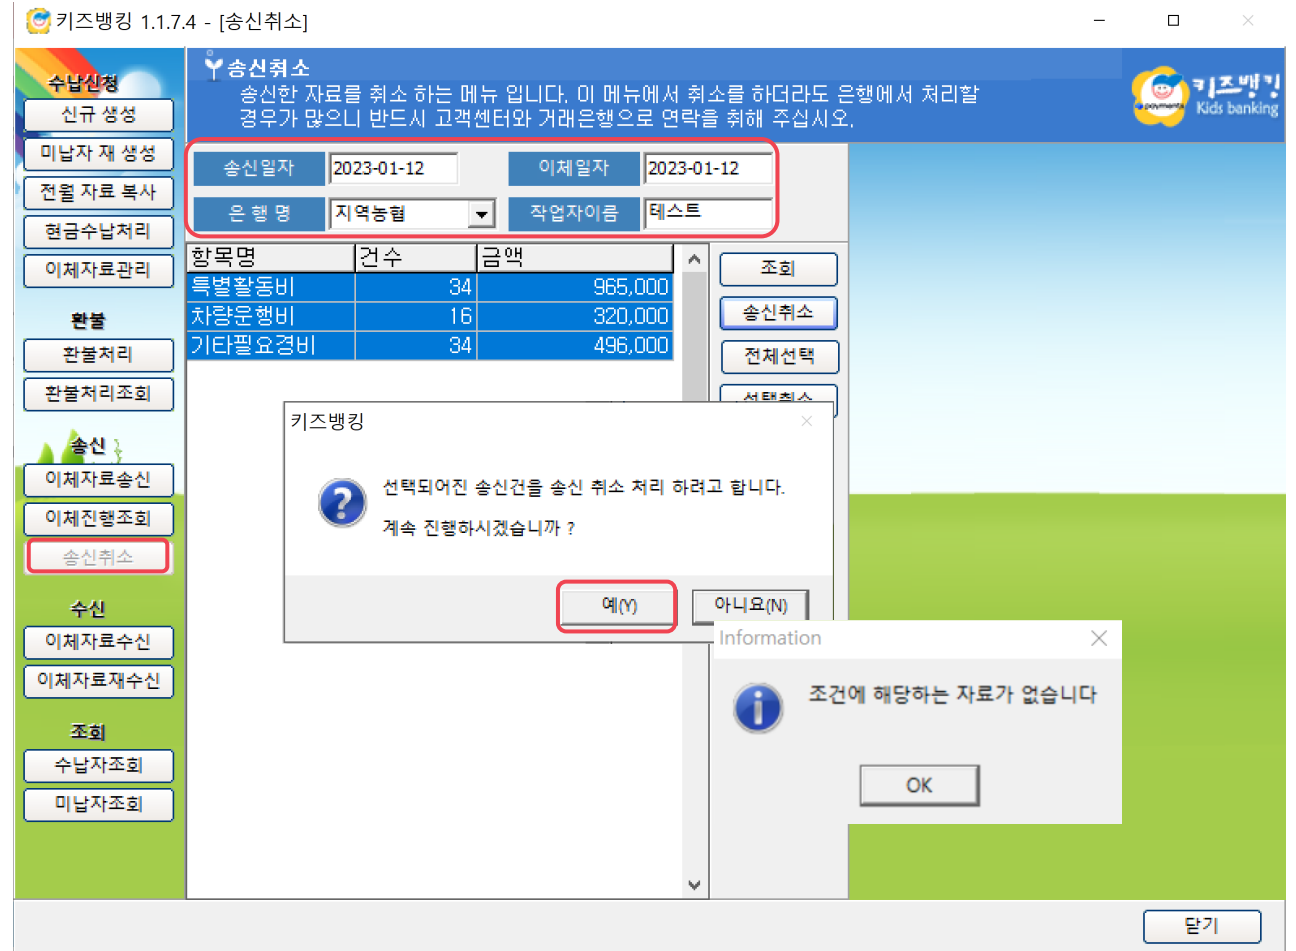 키즈뱅킹 1.1.7.4 - [송신취소]
수납신청
신규 생성
미납자 재 생성
전월 자료 복사
현금수납처리
이체자료관리
환불
환불처리
환불처리조회
송신
이체자료송신
이체진행조회
송신취소
수신
이체자료수신
이체자료재수신
조회
수납자조회
미납자조회
송신취소
송신한 자료를 취소 하는 메뉴 입니다. 이 메뉴에서 취소를 하더라도 은행에서 처리할
경우가 많으니 반드시 고객센터와 거래은행으로 연락을 취해 주십시오.
payments
키즈뱅킹
Kids banking
송신일자 2023-01-12 이체일자 2023-01-12
은 행 명 지역농협 작업자이름 테스트
항목명 건수 금액
특별활동비 34 965,000
차량운행비 16 320,000
기타필요경비 34 496,000
조회
송신취소
전체선택
선택취소
키즈뱅킹
선택되어진 송신건을 송신 취소 처리 하려고 합니다.
계속 진행하시겠습니까 ?
예(Y) 아니요(N)
Information
조건에 해당하는 자료가 없습니다
OK
닫기